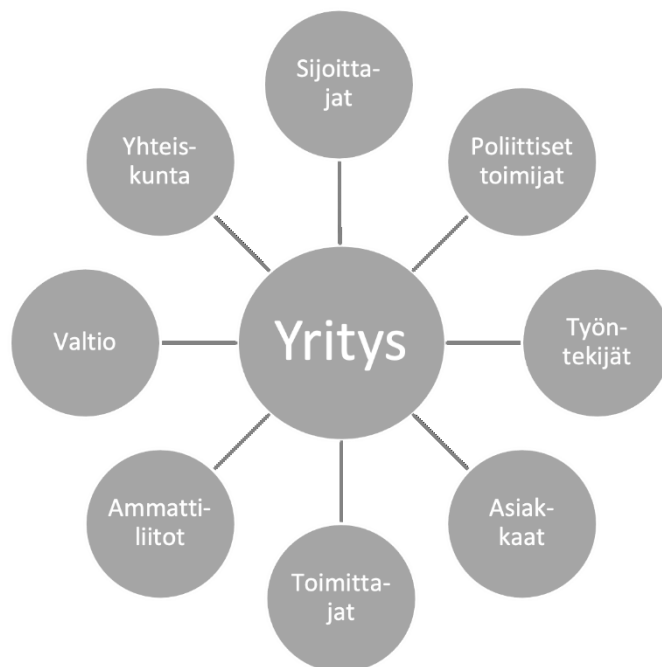 Sijoitta-
jat
Poliittiset
toimijat
Työn-
tekijät
Asiak-
kaat
Toimitta-
jat
Ammatti-
liitot
Valtio
Yhteis-
kunta
Yritys